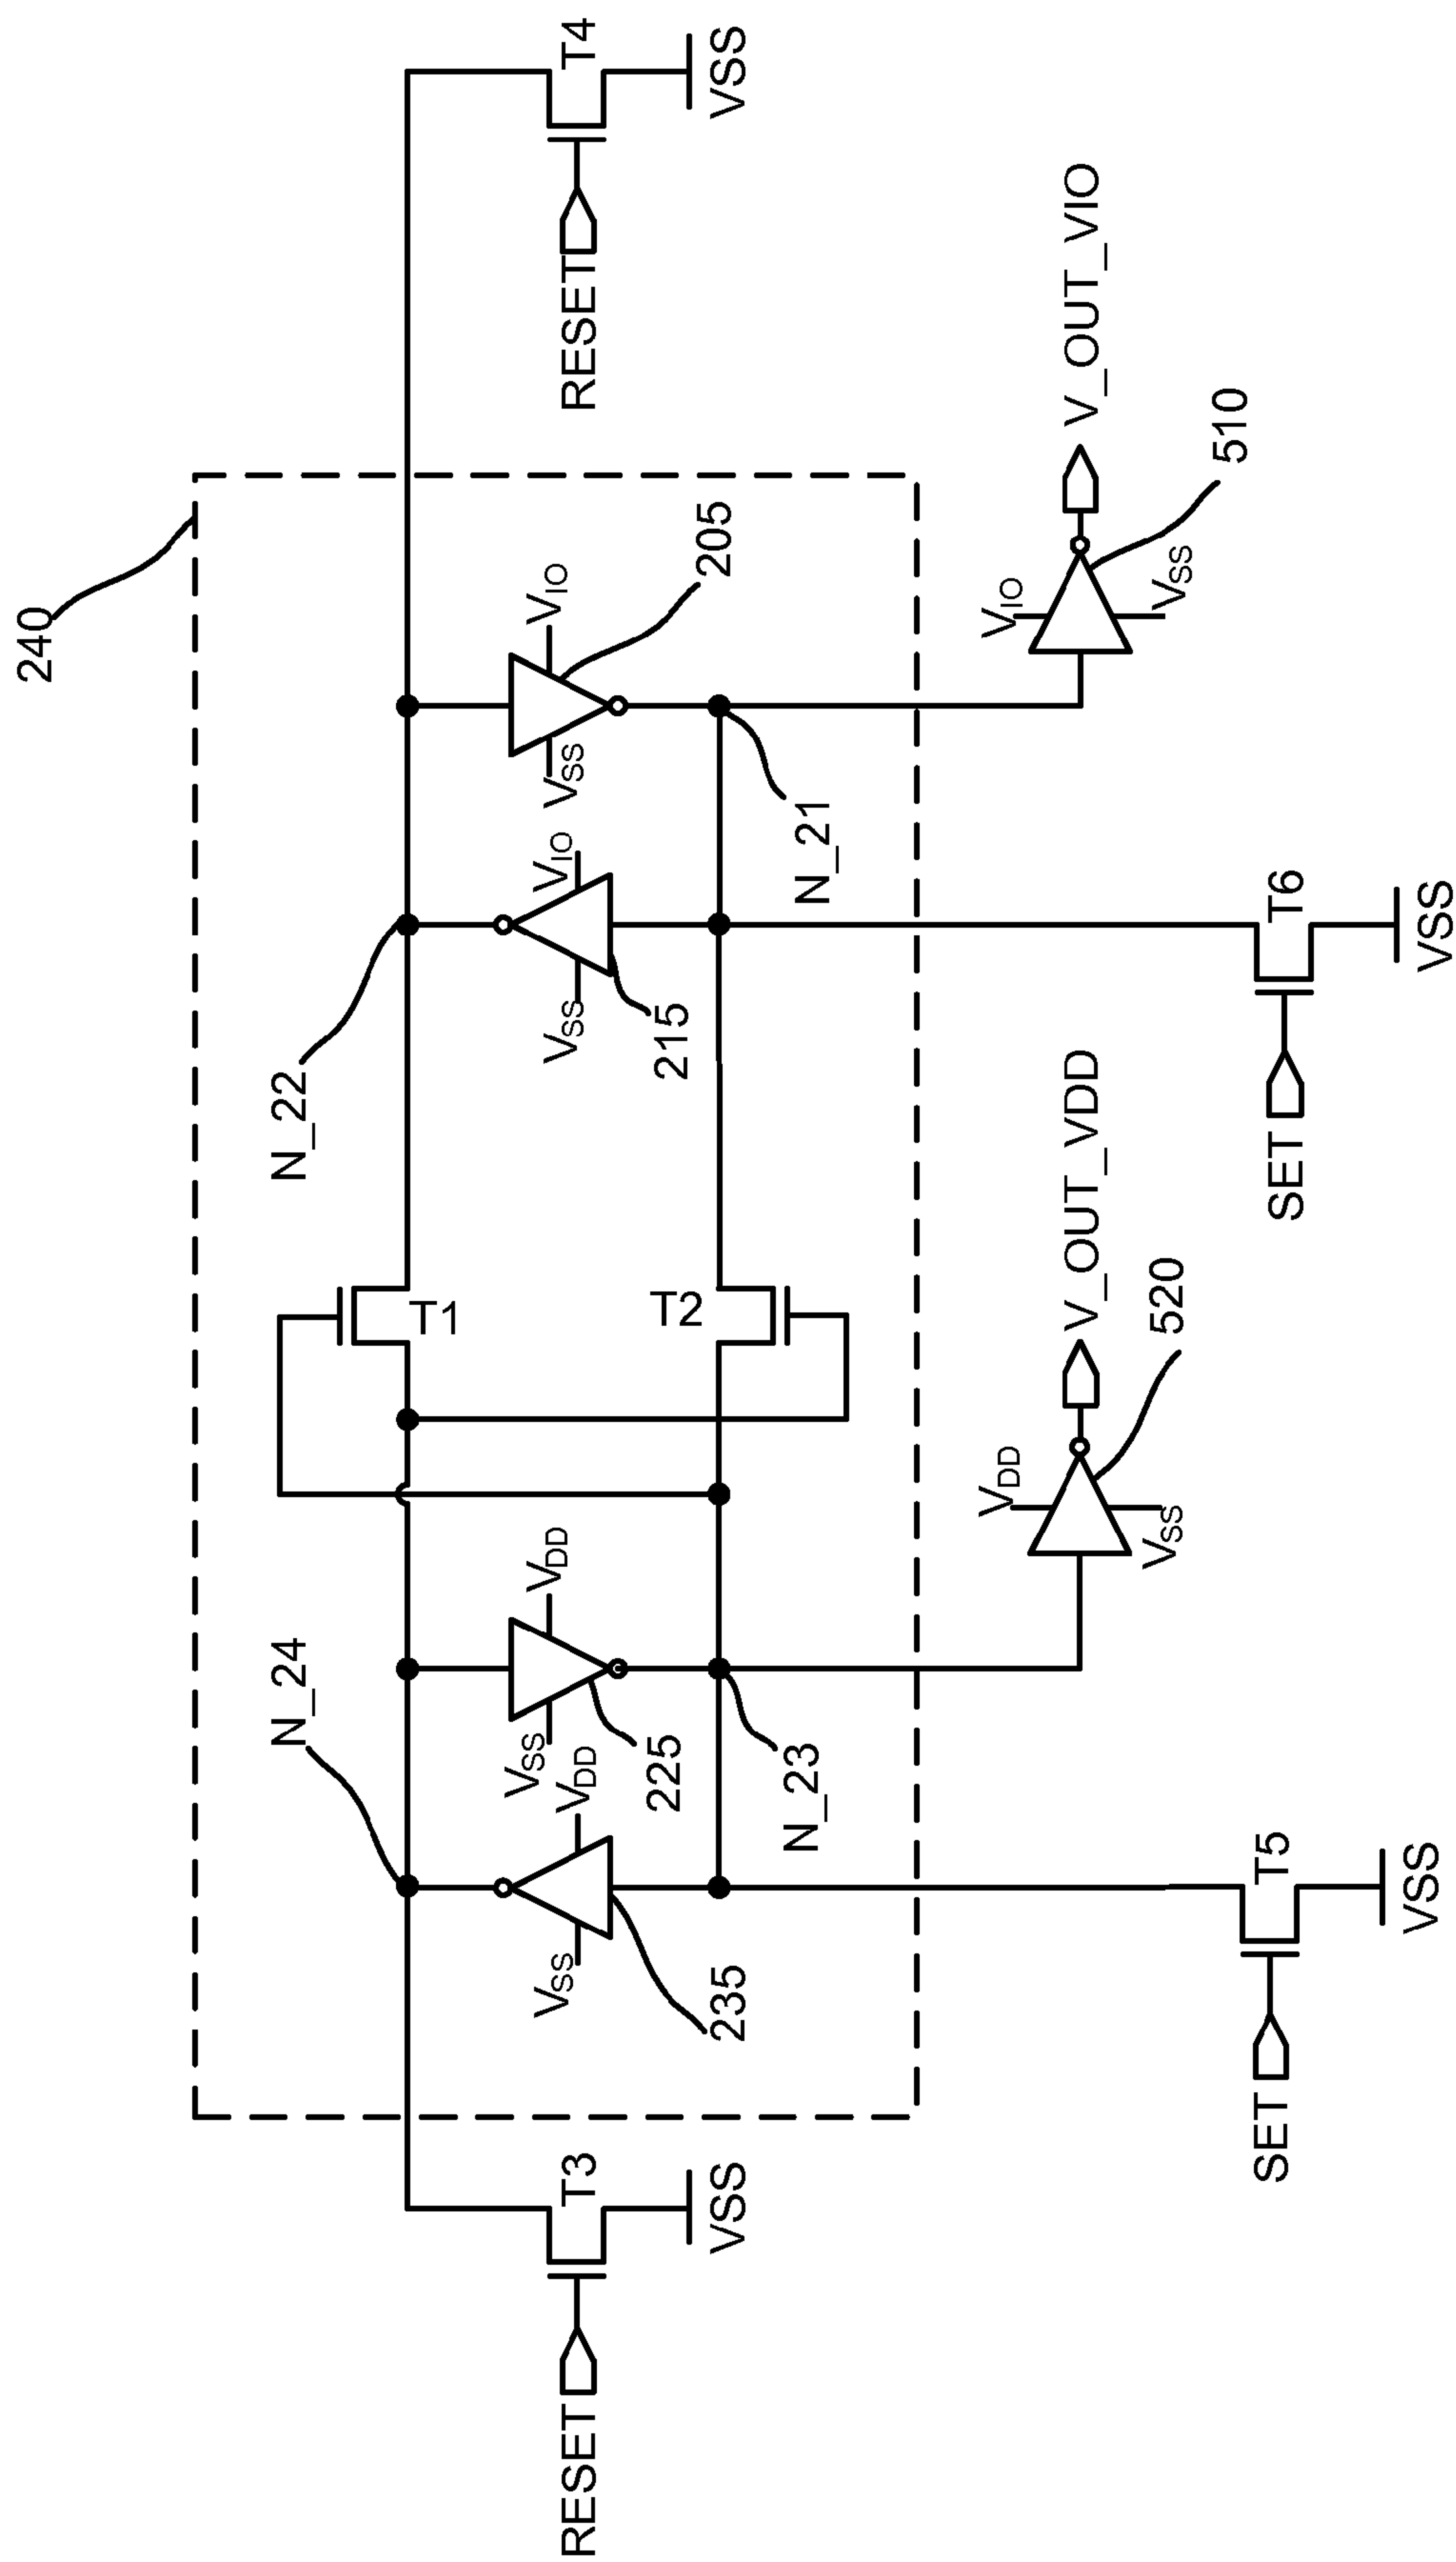 240
RESET
T3
VSS
N_24
235
VSS
VDD
225
VSS
VDD
N_23
T1
T2
N_22
215
VSS
VIO
205
VSS
VIO
N_21
RESET
T4
VSS
SET
T5
VSS
VDD
VSS
520
V_OUT_VDD
SET
T6
VSS
VIO
VSS
510
V_OUT_VIO